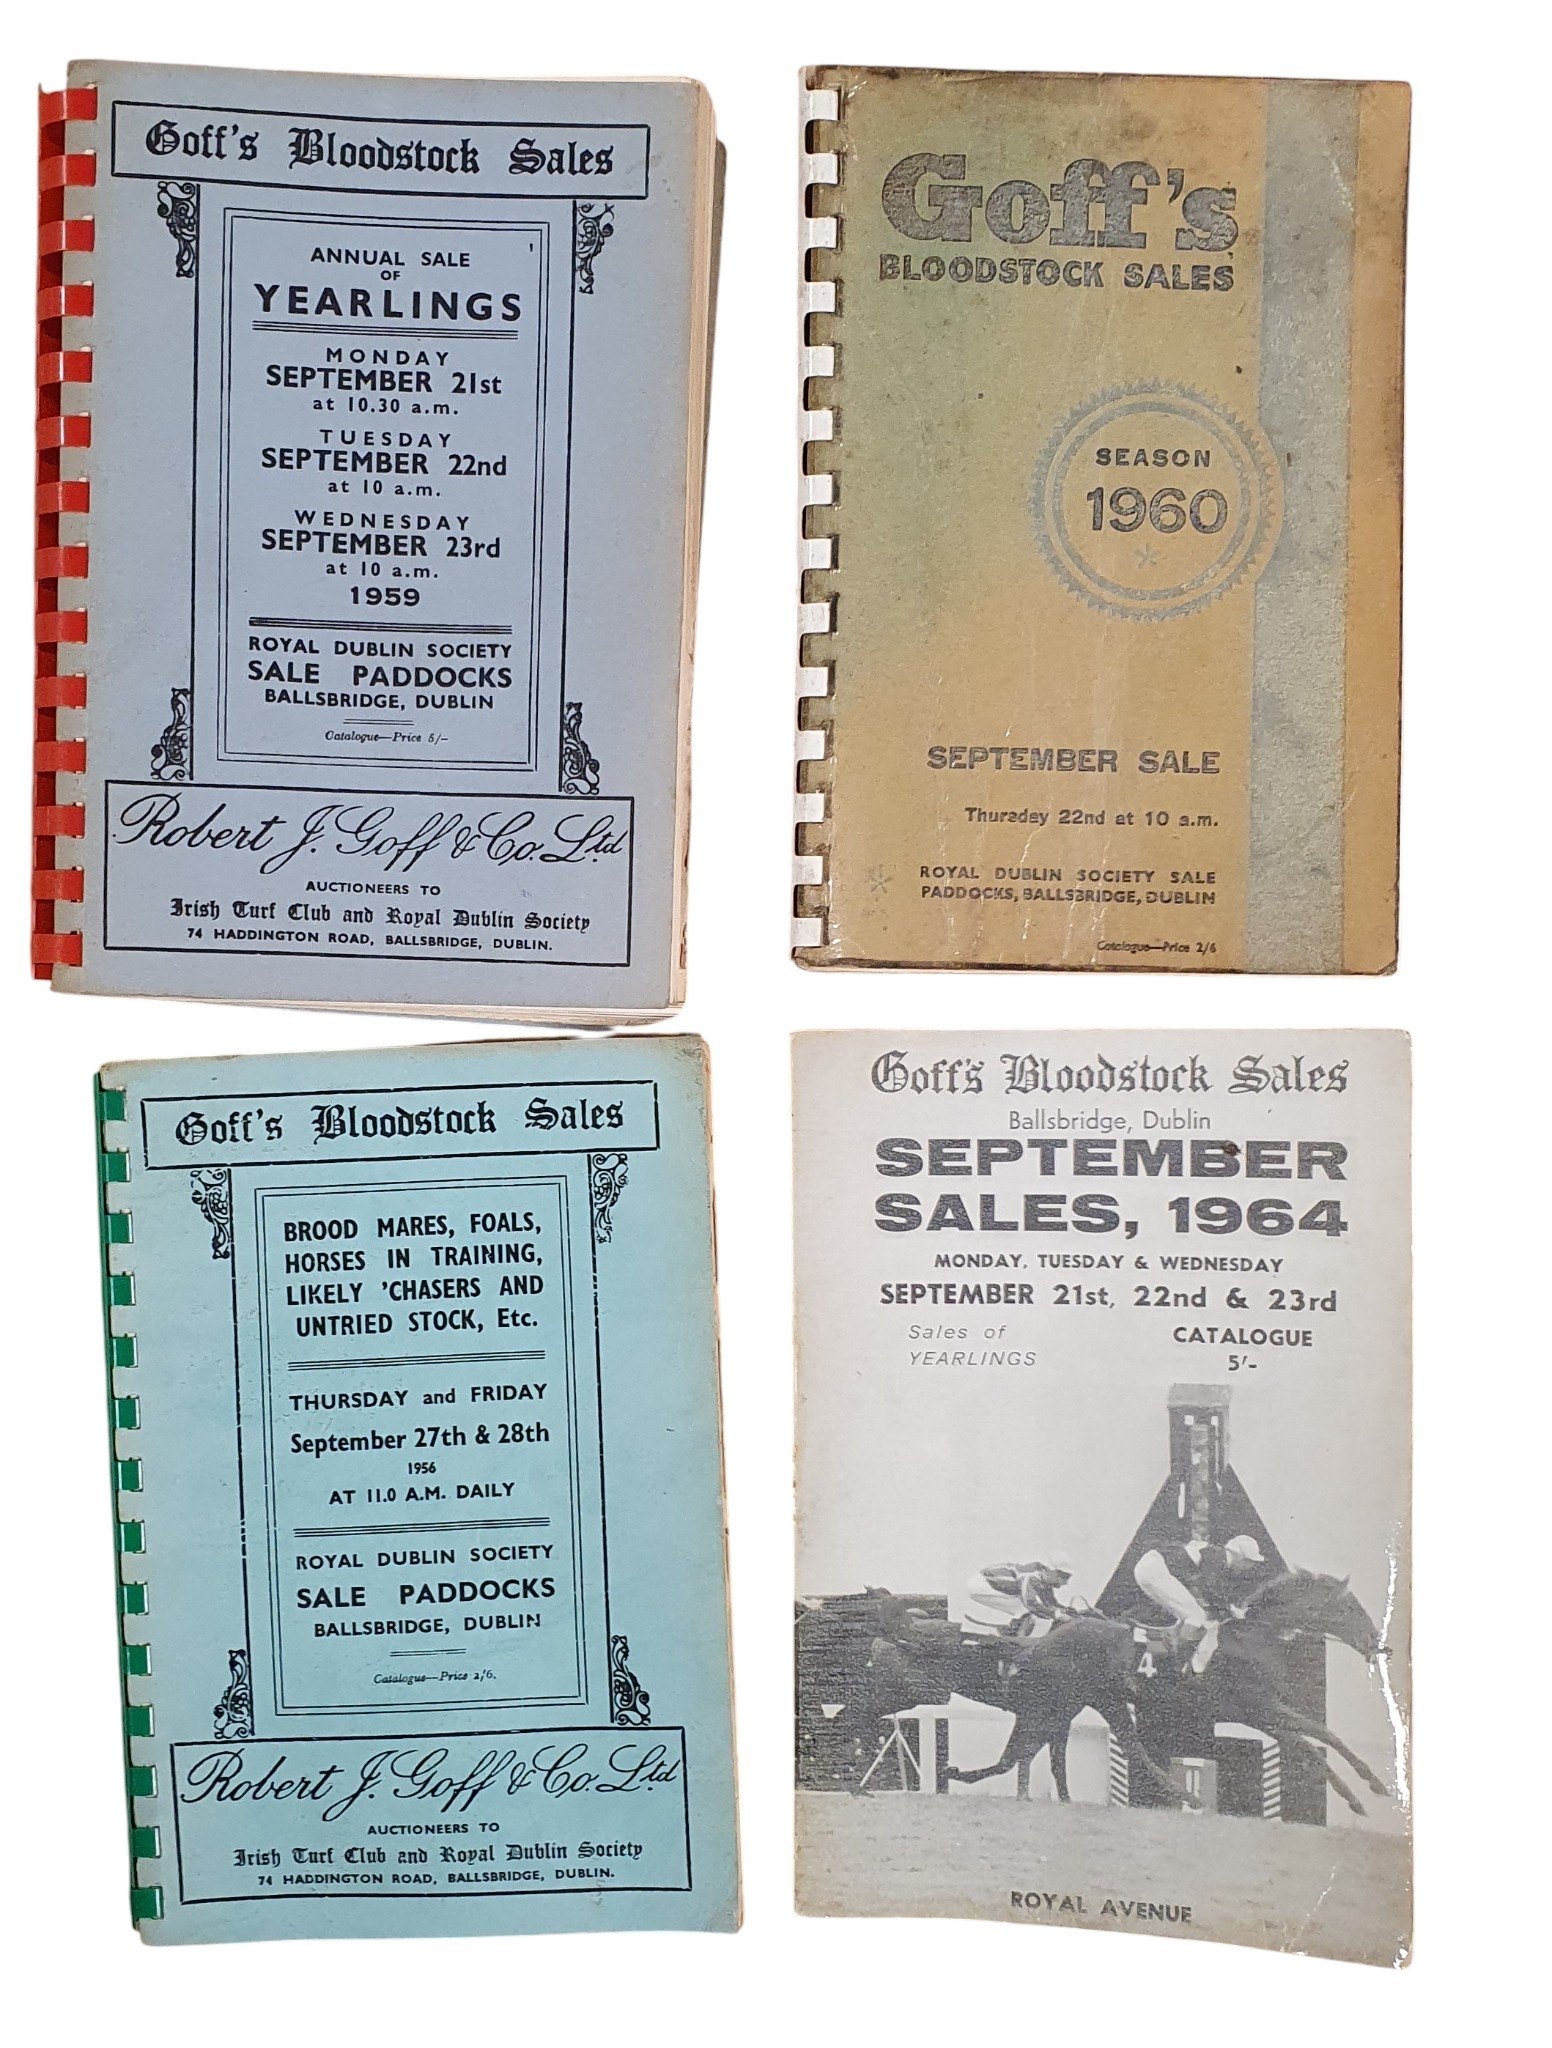 Goff's Bloodstock Sales
ANNUAL SALE
OF
YEARLINGS
MONDAY
SEPTEMBER 21st
at 10.30 a.m.
TUESDAY
SEPTEMBER 22nd
at 10 a.m.
WEDNESDAY
SEPTEMBER 23rd
at 10 a.m.
1959
ROYAL DUBLIN SOCIETY
SALE PADDOCKS
BALLSBRIDGE, DUBLIN
Catalogue—Price 5/-
Robert J. Goff & Co. Ltd
AUCTIONEERS TO
Irish Turf Club and Royal Dublin Society
74 HADDINGTON ROAD, BALLSBRIDGE, DUBLIN.
Goff's
BLOODSTOCK SALES
SEASON
1960
SEPTEMBER SALE
Thursday 22nd at 10 a.m.
ROYAL DUBLIN SOCIETY SALE
PADDOCKS, BALLSBRIDGE, DUBLIN
Catalogue—Price 2/6
Goff's Bloodstock Sales
BROOD MARES, FOALS,
HORSES IN TRAINING,
LIKELY 'CHASERS AND
UNTRIED STOCK, Etc.
THURSDAY and FRIDAY
September 27th & 28th
1956
AT 11.0 A.M. DAILY
ROYAL DUBLIN SOCIETY
SALE PADDOCKS
BALLSBRIDGE, DUBLIN
Catalogue—Price 2/6.
Robert J. Goff & Co. Ltd
AUCTIONEERS TO
Irish Turf Club and Royal Dublin Society
74 HADDINGTON ROAD, BALLSBRIDGE, DUBLIN.
Goff's Bloodstock Sales
Ballsbridge, Dublin
SEPTEMBER
SALES, 1964
MONDAY, TUESDAY & WEDNESDAY
SEPTEMBER 21st, 22nd & 23rd
Sales of
YEARLINGS
CATALOGUE
5'-
4
ROYAL AVENUE